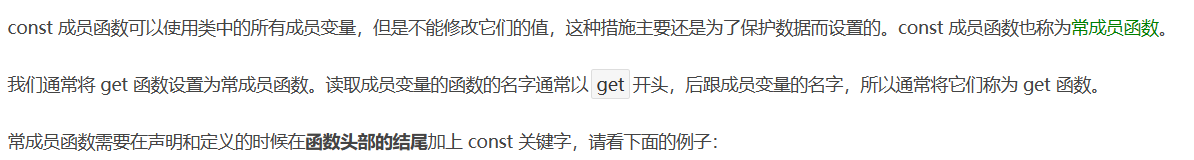 const 成员函数可以使用类中的所有成员变量，但是不能修改它们的值，这种措施主要还是为了保护数据而设置的。const 成员函数也称为常成员函数。
我们通常将 get 函数设置为常成员函数。读取成员变量的函数的名字通常以 get 开头，后跟成员变量的名字，所以通常将它们称为 get 函数。
常成员函数需要在声明和定义的时候在函数头部的结尾加上 const 关键字，请看下面的例子：